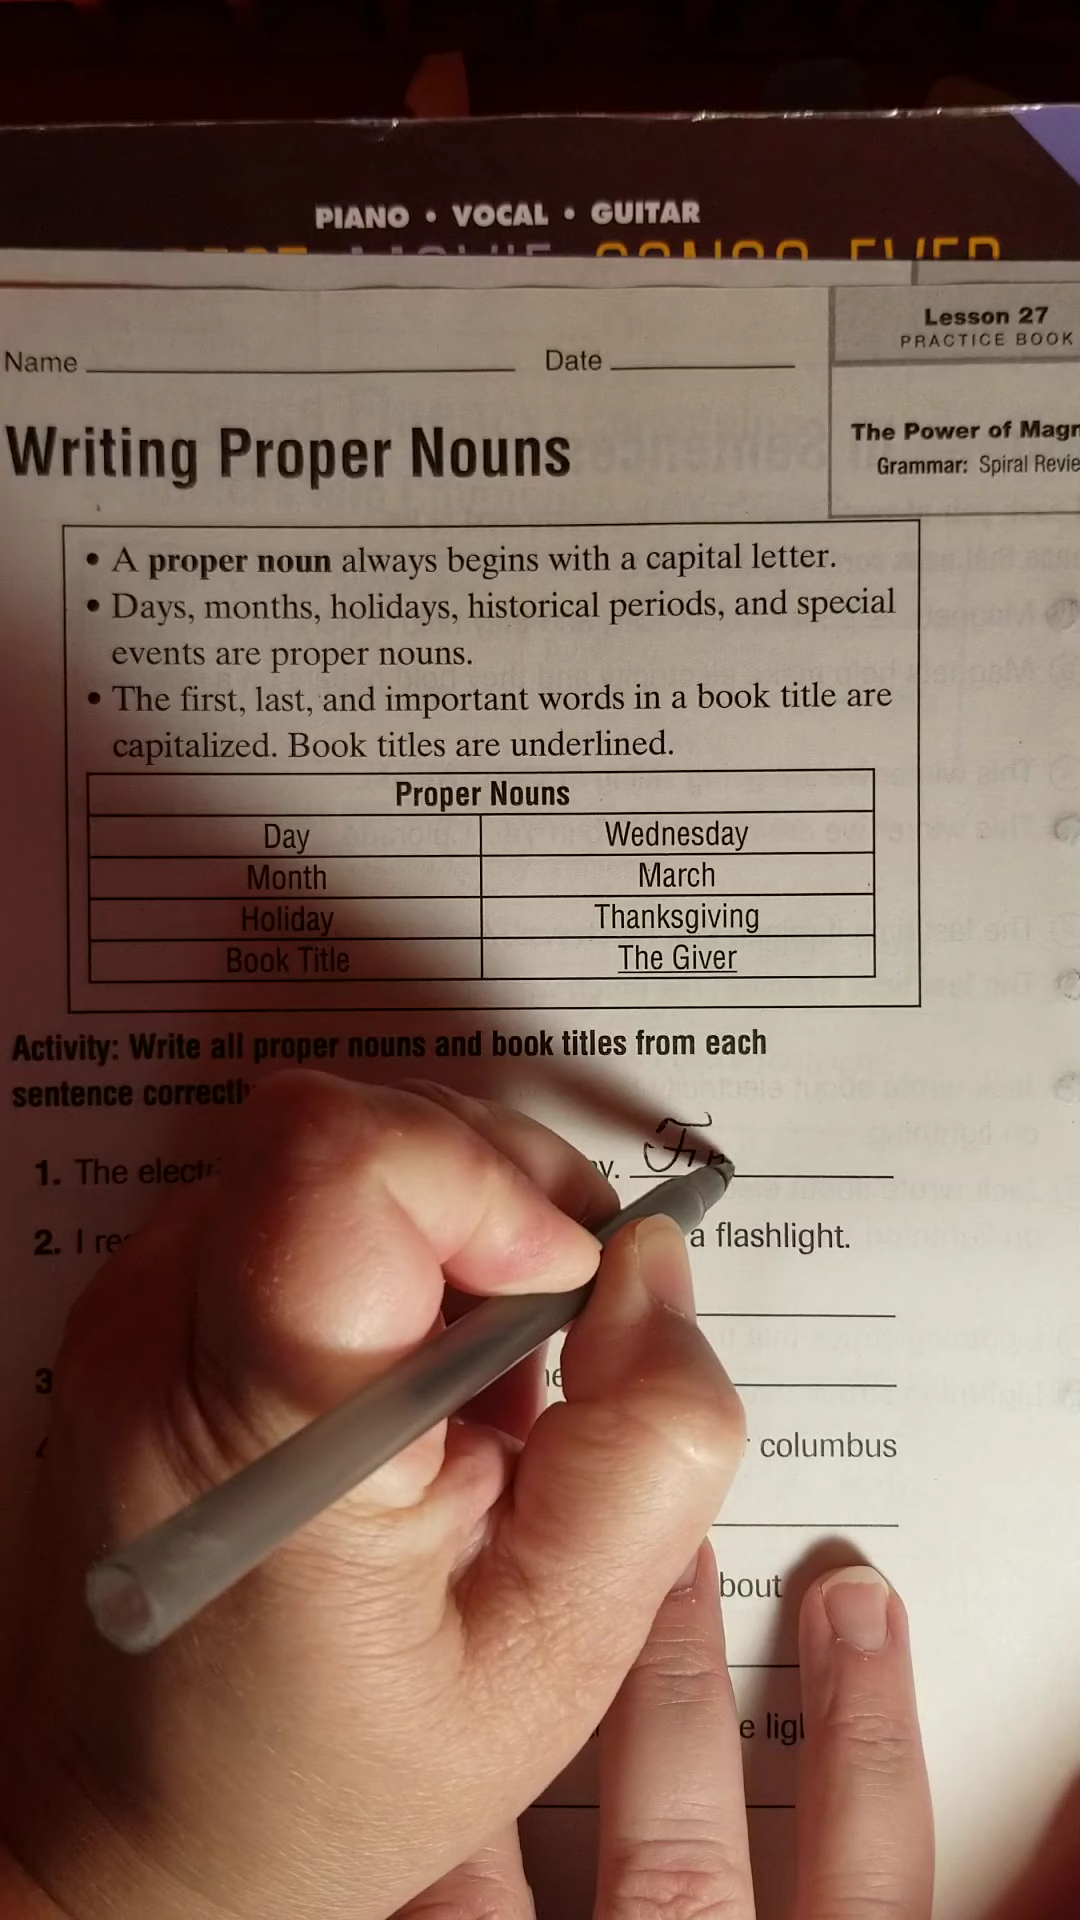 PIANO • VOCAL • GUITAR
SONGS EVER
Lesson 27
PRACTICE BOOK
Name Date
The Power of Magn
Grammar: Spiral Revie
Writing Proper Nouns
• A proper noun always begins with a capital letter.
• Days, months, holidays, historical periods, and special
events are proper nouns.
• The first, last, and important words in a book title are
capitalized. Book titles are underlined.
Proper Nouns
Day Wednesday
Month March
Holiday Thanksgiving
Book Title The Giver
Activity: Write all proper nouns and book titles from each
sentence correctl
1. The electri y. Fri
2. I re a flashlight.
3
columbus
bout
e ligh